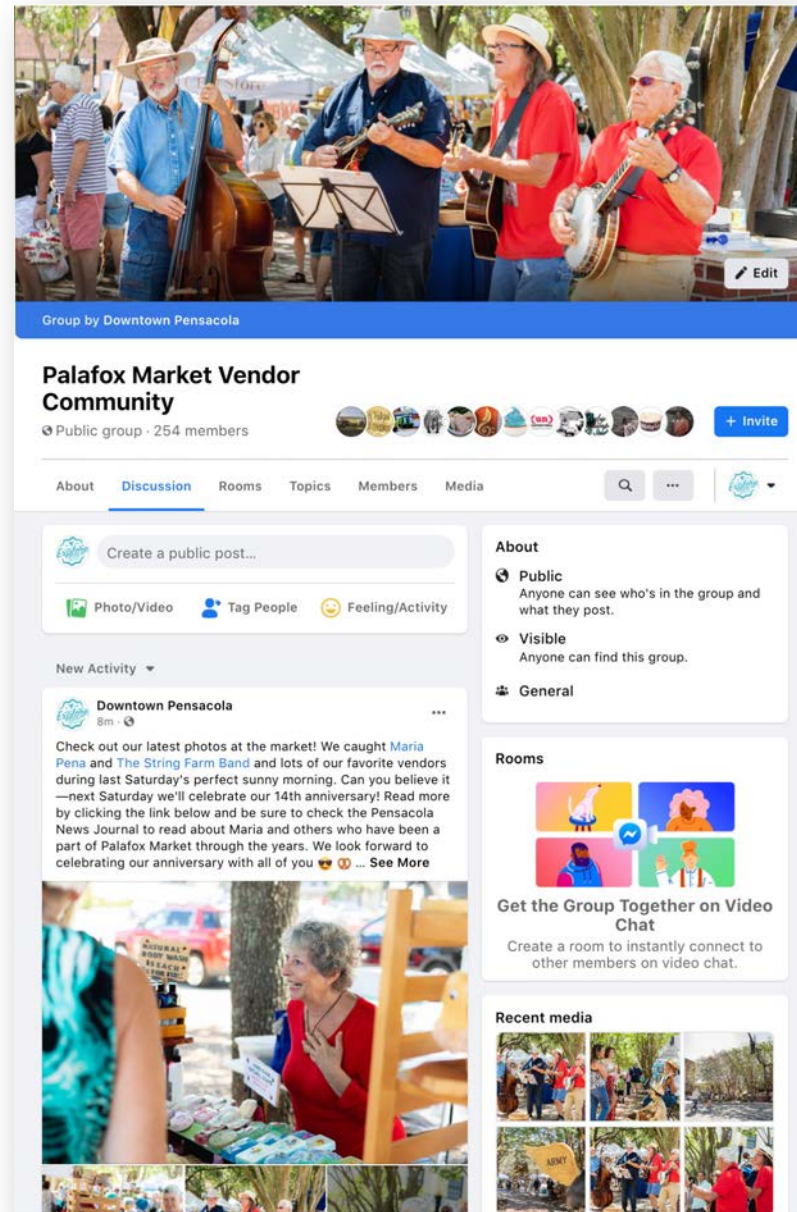 Store
Edit
Group by Downtown Pensacola
Palafox Market Vendor
Community
Public group · 254 members
+ Invite
About
Discussion
Rooms
Topics
Members
Media
Create a public post...
Photo/Video
Tag People
Feeling/Activity
New Activity
Downtown Pensacola
8m ·
Check out our latest photos at the market! We caught Maria
Pena and The String Farm Band and lots of our favorite vendors
during last Saturday's perfect sunny morning. Can you believe it
—next Saturday we'll celebrate our 14th anniversary! Read more
by clicking the link below and be sure to check the Pensacola
News Journal to read about Maria and others who have been a
part of Palafox Market through the years. We look forward to
celebrating our anniversary with all of you 😎 🥨 ... See More
NATURAL
BODY WASH
About
Public
Anyone can see who's in the group and
what they post.
Visible
Anyone can find this group.
General
Rooms
Get the Group Together on Video
Chat
Create a room to instantly connect to
other members on video chat.
Recent media
ARMY